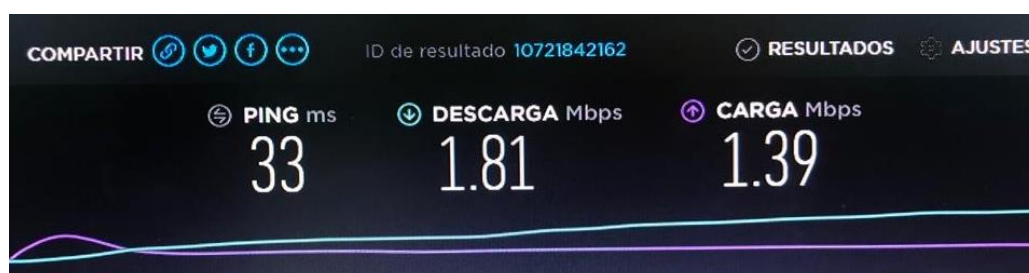 COMPARTIR ID de resultado 10721842162 RESULTADOS AJUSTES
PING ms DESCARGA Mbps CARGA Mbps
33 1.81 1.39